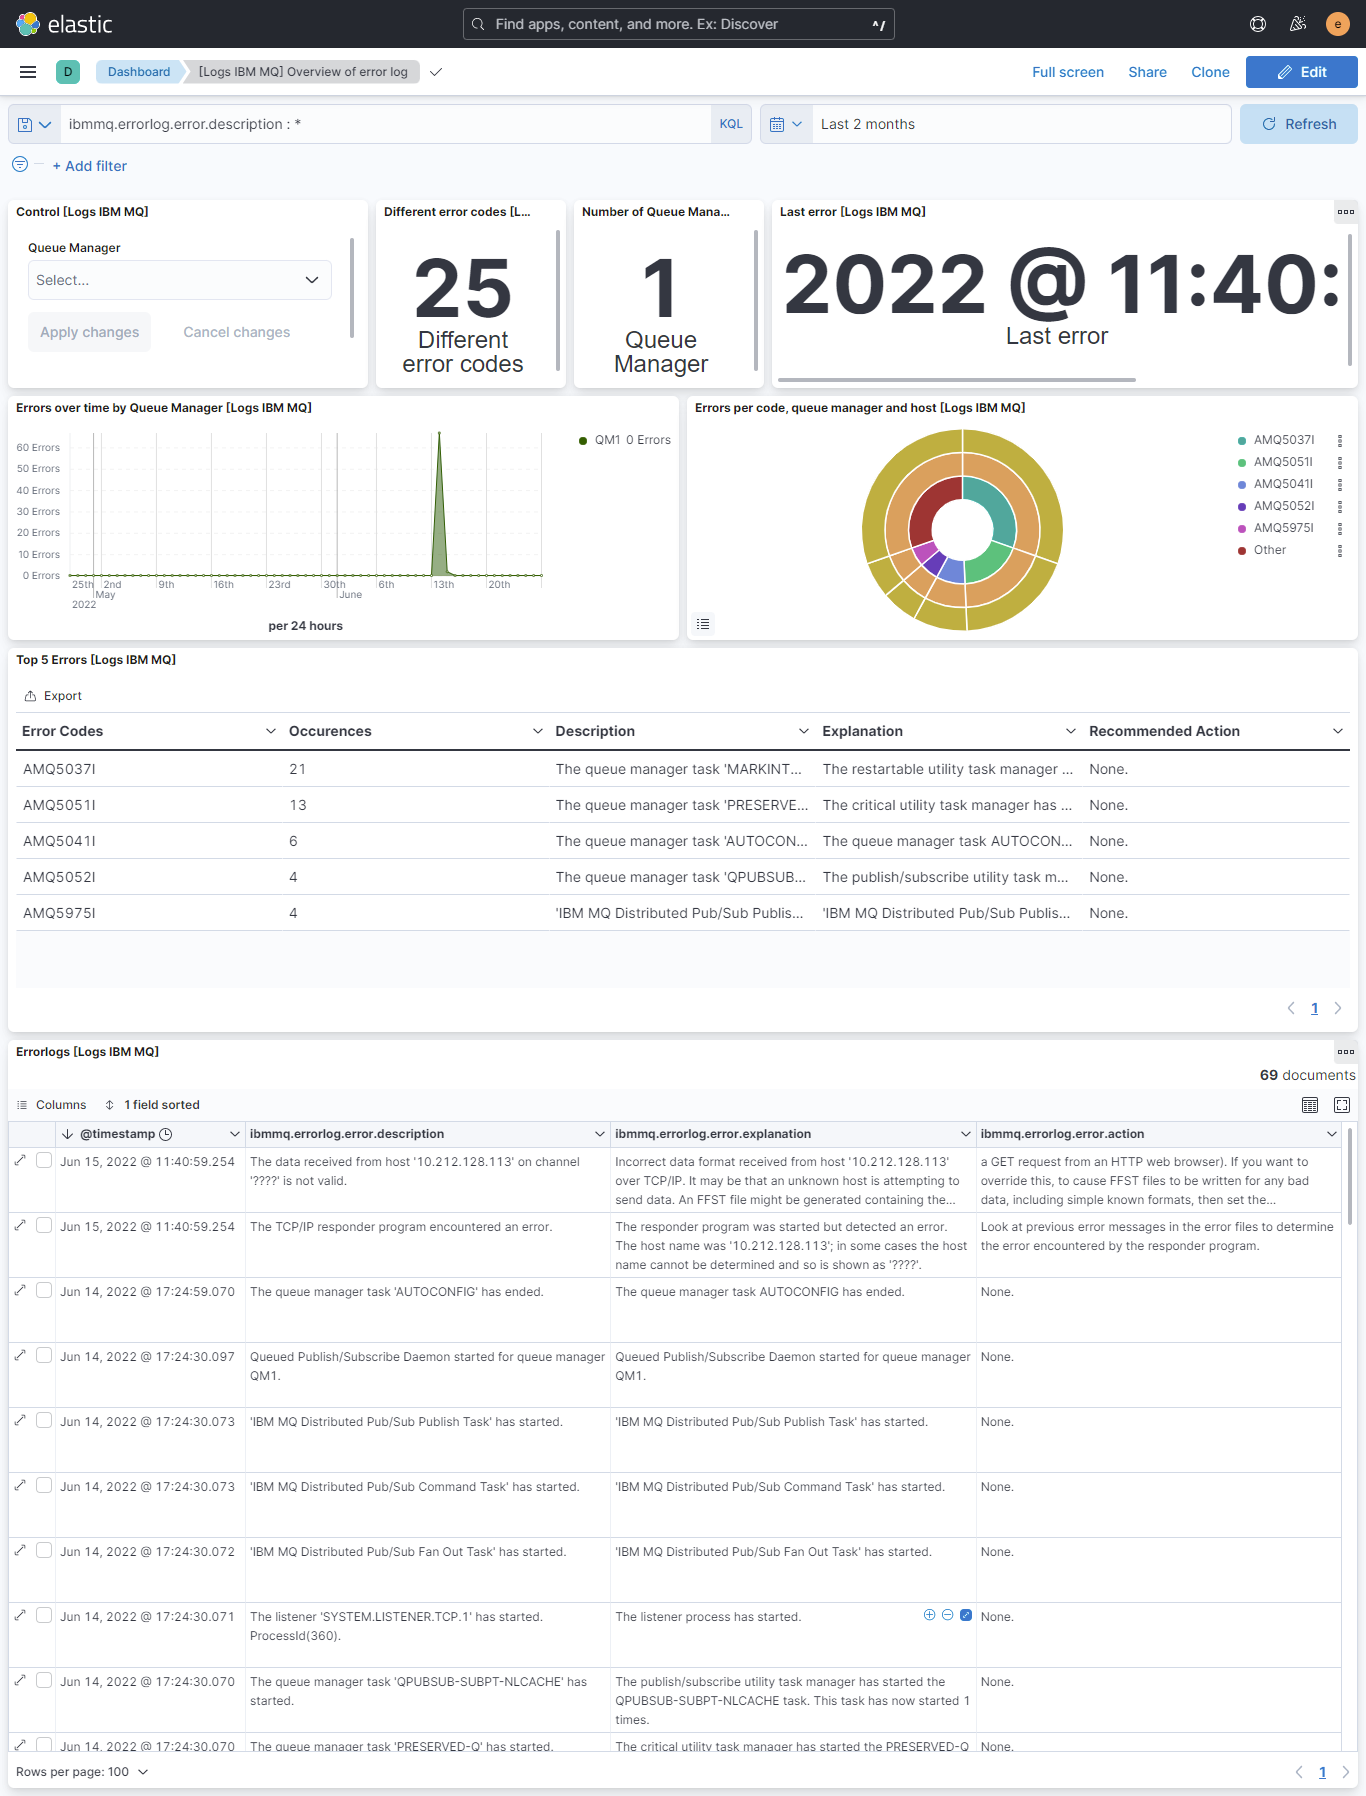 elastic
Find apps, content, and more. Ex: Discover
^/
e
D
Dashboard
[Logs IBM MQ] Overview of error log
Full screen
Share
Clone
Edit
ibmmq.errorlog.error.description : *
KQL
Last 2 months
Refresh
+ Add filter
Control [Logs IBM MQ]
Queue Manager
Select...
Apply changes
Cancel changes
Different error codes [L...
25
Different
error codes
Number of Queue Mana...
1
Queue
Manager
Last error [Logs IBM MQ]
2022 @ 11:40:
Last error
Errors over time by Queue Manager [Logs IBM MQ]
60 Errors
50 Errors
40 Errors
30 Errors
20 Errors
10 Errors
0 Errors
25th 2nd 9th 16th 23rd 30th 6th 13th 20th
May June
2022
per 24 hours
QM1 0 Errors
Errors per code, queue manager and host [Logs IBM MQ]
AMQ5037I
AMQ5051I
AMQ5041I
AMQ5052I
AMQ5975I
Other
Top 5 Errors [Logs IBM MQ]
Export
Error Codes Occurences Description Explanation Recommended Action
AMQ5037I 21 The queue manager task 'MARKINT... The restartable utility task manager ... None.
AMQ5051I 13 The queue manager task 'PRESERVE... The critical utility task manager has ... None.
AMQ5041I 6 The queue manager task 'AUTOCON... The queue manager task AUTOCON... None.
AMQ5052I 4 The queue manager task 'QPUBSUB... The publish/subscribe utility task m... None.
AMQ5975I 4 'IBM MQ Distributed Pub/Sub Publis... 'IBM MQ Distributed Pub/Sub Publis... None.
1
Errorlogs [Logs IBM MQ]
69 documents
Columns
1 field sorted
@timestamp ibmmq.errorlog.error.description ibmmq.errorlog.error.explanation ibmmq.errorlog.error.action
Jun 15, 2022 @ 11:40:59.254 The data received from host '10.212.128.113' on channel Incorrect data format received from host '10.212.128.113' a GET request from an HTTP web browser). If you want to
'????' is not valid. over TCP/IP. It may be that an unknown host is attempting to override this, to cause FFST files to be written for any bad
send data. An FFST file might be generated containing the... data, including simple known formats, then set the...
Jun 15, 2022 @ 11:40:59.254 The TCP/IP responder program encountered an error. The responder program was started but detected an error. Look at previous error messages in the error files to determine
The host name was '10.212.128.113'; in some cases the host the error encountered by the responder program.
name cannot be determined and so is shown as '????'.
Jun 14, 2022 @ 17:24:59.070 The queue manager task 'AUTOCONFIG' has ended. The queue manager task AUTOCONFIG has ended. None.
Jun 14, 2022 @ 17:24:30.097 Queued Publish/Subscribe Daemon started for queue manager Queued Publish/Subscribe Daemon started for queue manager None.
QM1. QM1.
Jun 14, 2022 @ 17:24:30.073 'IBM MQ Distributed Pub/Sub Publish Task' has started. 'IBM MQ Distributed Pub/Sub Publish Task' has started. None.
Jun 14, 2022 @ 17:24:30.073 'IBM MQ Distributed Pub/Sub Command Task' has started. 'IBM MQ Distributed Pub/Sub Command Task' has started. None.
Jun 14, 2022 @ 17:24:30.072 'IBM MQ Distributed Pub/Sub Fan Out Task' has started. 'IBM MQ Distributed Pub/Sub Fan Out Task' has started. None.
Jun 14, 2022 @ 17:24:30.071 The listener 'SYSTEM.LISTENER.TCP.1' has started. The listener process has started. None.
ProcessId(360).
Jun 14, 2022 @ 17:24:30.070 The queue manager task 'QPUBSUB-SUBPT-NLCACHE' has The publish/subscribe utility task manager has started the None.
started. QPUBSUB-SUBPT-NLCACHE task. This task has now started 1
times.
Jun 14, 2022 @ 17:24:30.070 The queue manager task 'PRESERVED-Q' has started. The critical utility task manager has started the PRESERVED-Q None.
Rows per page: 100
1